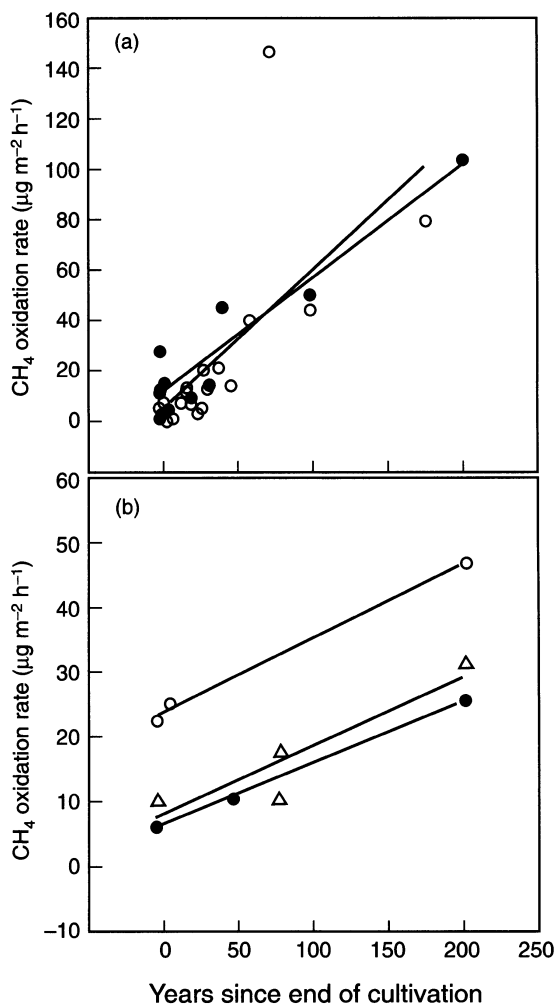 (a)
160
140
120
100
80
60
40
20
0
CH₄ oxidation rate (μg m⁻² h⁻¹)
(b)
60
50
40
30
20
10
0
–10
CH₄ oxidation rate (μg m⁻² h⁻¹)
0 50 100 150 200 250
Years since end of cultivation